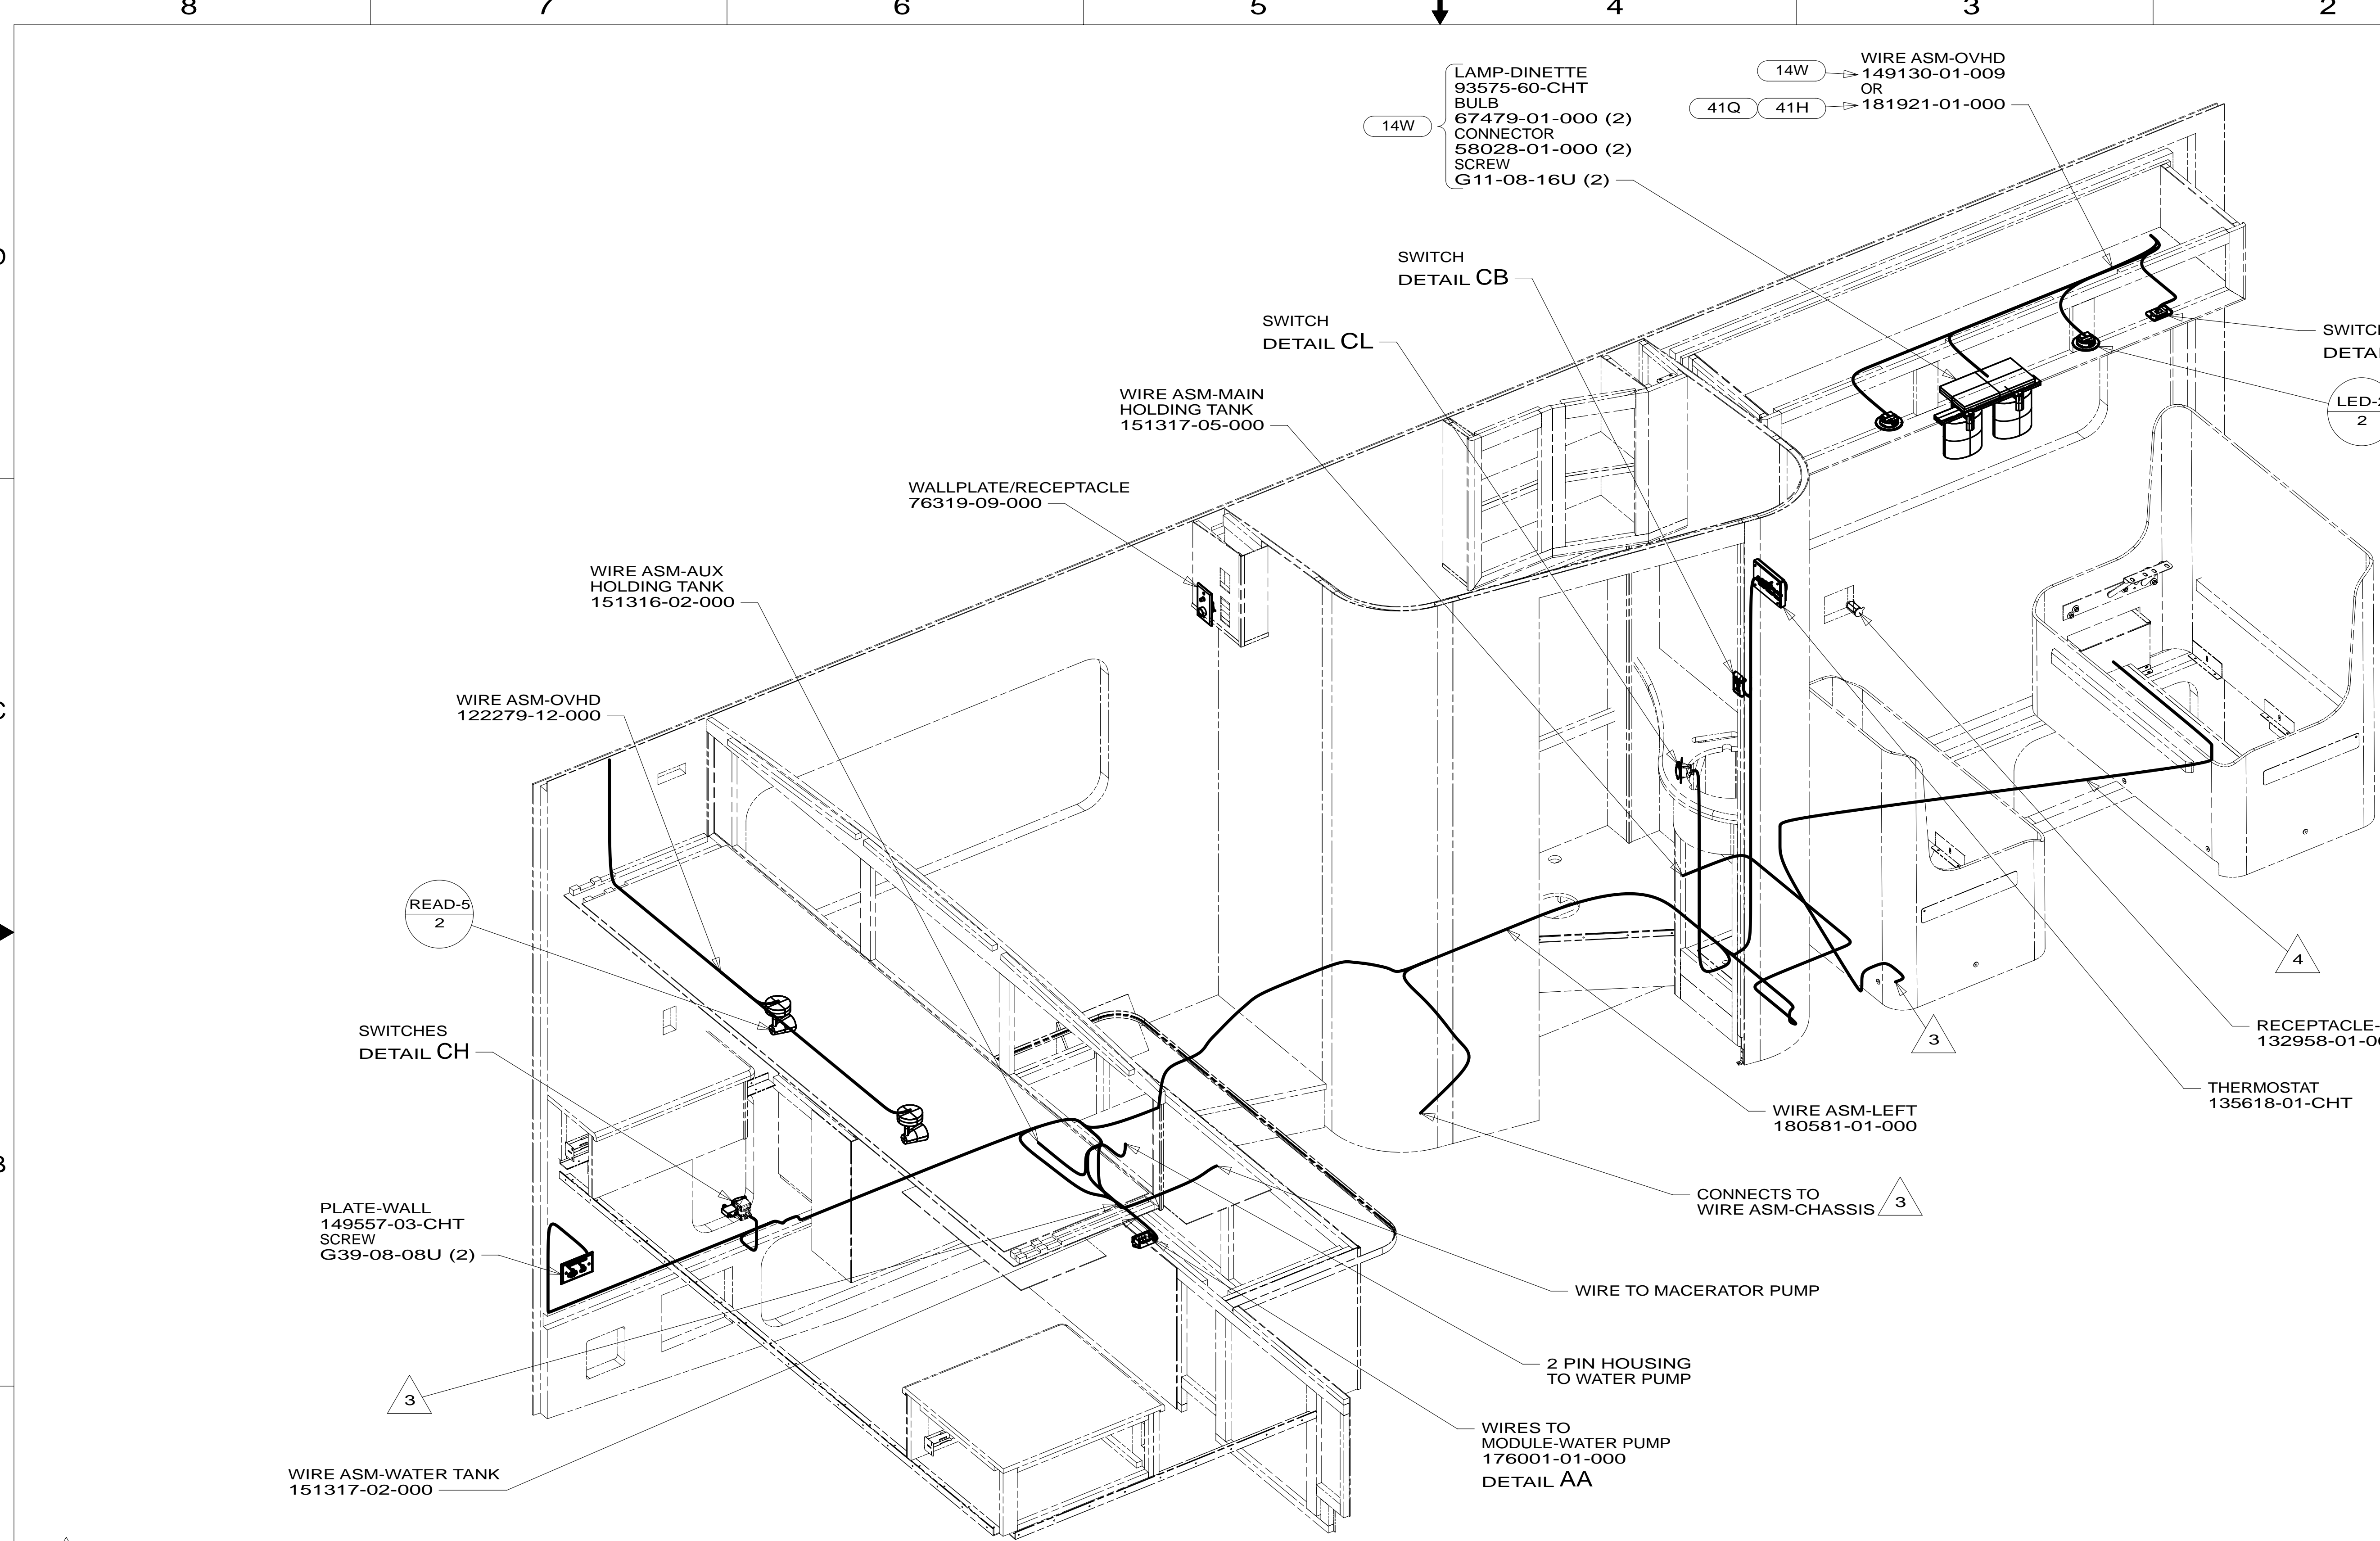 8 7 6 5 4 3 2
LAMP-DINETTE
93575-60-CHT
BULB
67479-01-000 (2)
CONNECTOR
58028-01-000 (2)
SCREW
G11-08-16U (2)
14W
14W
WIRE ASM-OVHD
149130-01-009
OR
41Q 41H 181921-01-000
SWITCH
DETAIL CB
SWITCH
DETAIL CL
WIRE ASM-MAIN
HOLDING TANK
151317-05-000
WALLPLATE/RECEPTACLE
76319-09-000
WIRE ASM-AUX
HOLDING TANK
151316-02-000
WIRE ASM-OVHD
122279-12-000
READ-5
2
SWITCHES
DETAIL CH
PLATE-WALL
149557-03-CHT
SCREW
G39-08-08U (2)
3
WIRE ASM-WATER TANK
151317-02-000
LED-2
2
4
3
RECEPTACLE-
THERMOSTAT
135618-01-CHT
WIRE ASM-LEFT
180581-01-000
CONNECTS TO
WIRE ASM-CHASSIS
3
WIRE TO MACERATOR PUMP
2 PIN HOUSING
TO WATER PUMP
WIRES TO
MODULE-WATER PUMP
176001-01-000
DETAIL AA